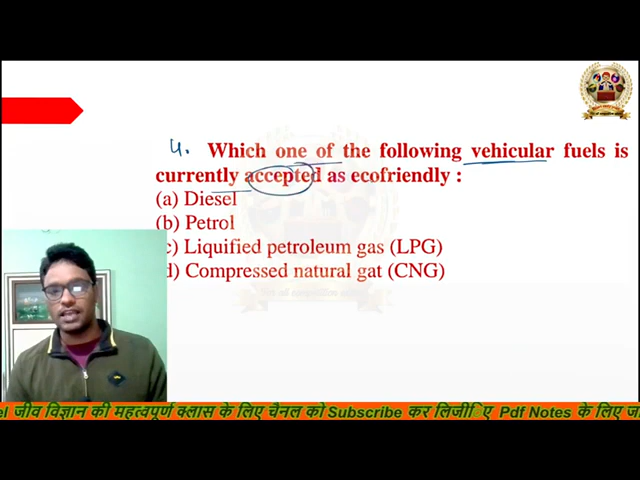 4. Which one of the following vehicular fuels is
currently accepted as ecofriendly :
(a) Diesel
(b) Petrol
c) Liquified petroleum gas (LPG)
d) Compressed natural gat (CNG)
el जीव विज्ञान की महत्वपूर्ण क्लास के लिए चैनल को Subscribe कर लिजीिए Pdf Notes के लिए